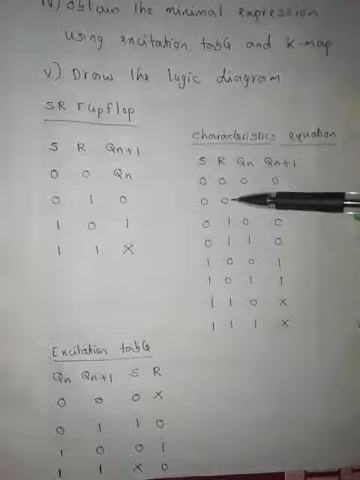 iv) obtain the minimal expression
using excitation table and k-map
v) Draw the logic diagram
SR FlipFlop
S R Qn+1
0 0 Qn
0 1 0
1 0 1
1 1 X
characteristics equation
S R Qn Qn+1
0 0 0 0
0 0
0 1 0 0
0 1 1 0
1 0 0 1
1 0 1 1
1 1 0 X
1 1 1 X
Excitation table
Qn Qn+1 S R
0 0 0 X
0 1 1 0
1 0 0 1
1 1 X 0